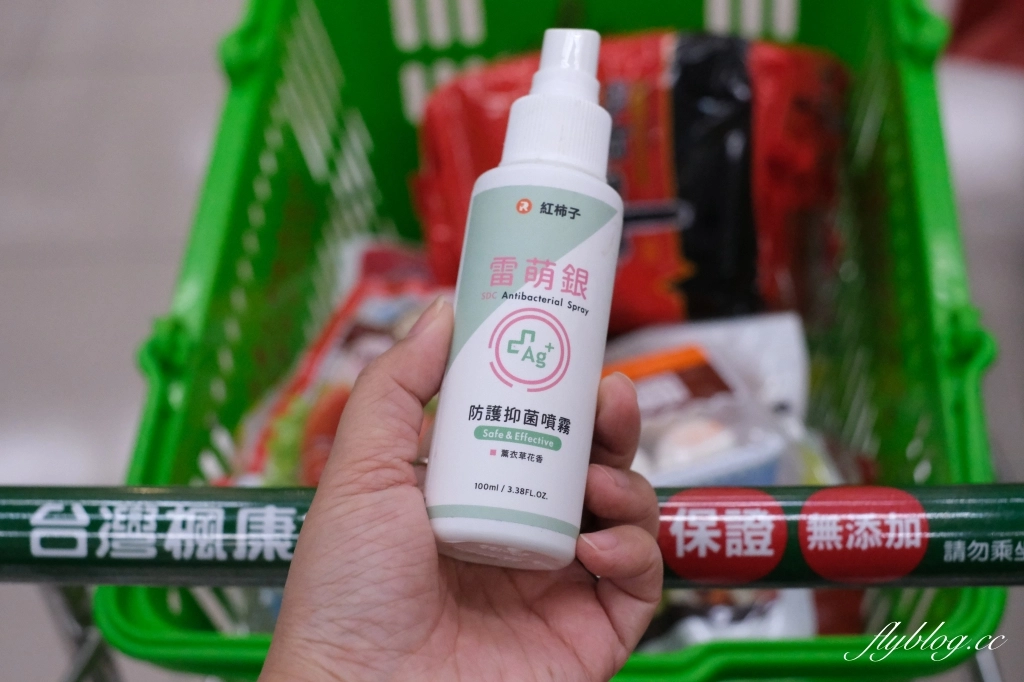 紅柿子
雷萌銀
SDC Antibacterial Spray
Ag+
防護抑菌噴霧
Safe & Effective
薰衣草花香
100ml / 3.38FL.OZ.
台灣楓康
保證
無添加
請勿乘坐
flyblog.cc